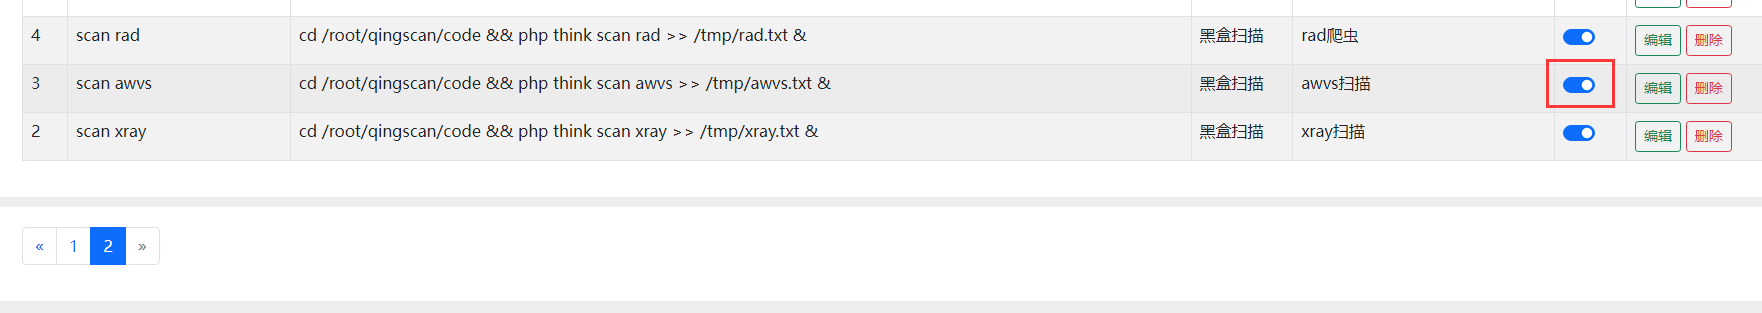 4 scan rad cd /root/qingscan/code && php think scan rad >> /tmp/rad.txt & 黑盒扫描 rad爬虫 编辑 删除
3 scan awvs cd /root/qingscan/code && php think scan awvs >> /tmp/awvs.txt & 黑盒扫描 awvs扫描 编辑 删除
2 scan xray cd /root/qingscan/code && php think scan xray >> /tmp/xray.txt & 黑盒扫描 xray扫描 编辑 删除
« 1 2 »